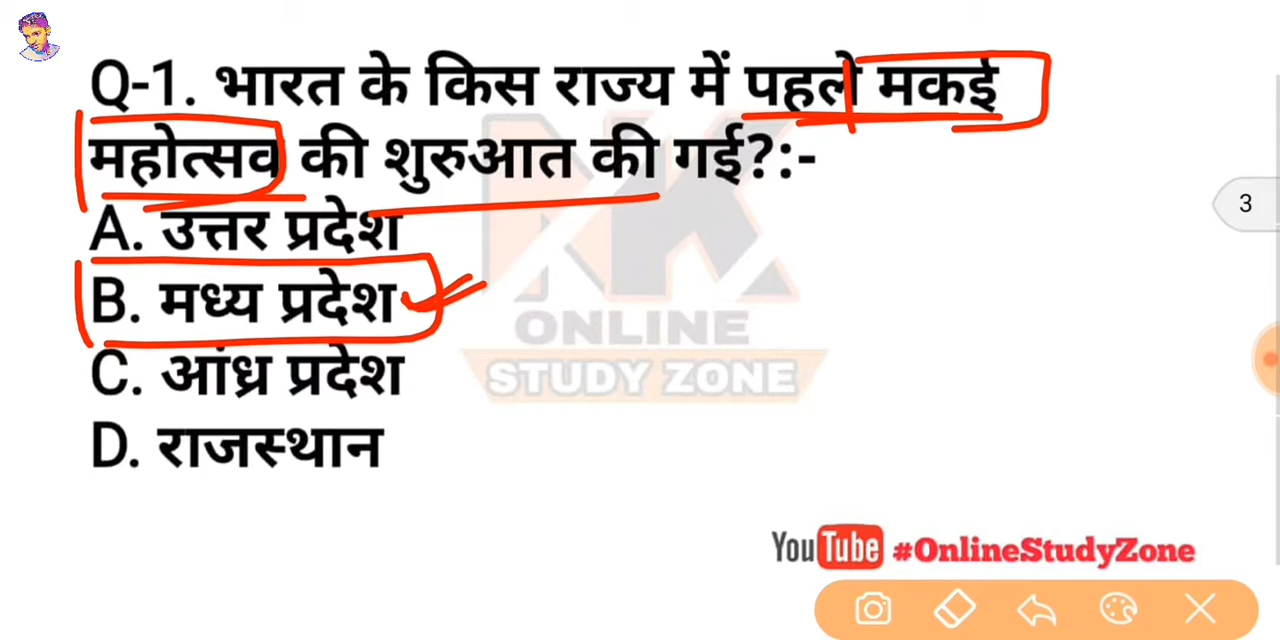 Q-1. भारत के किस राज्य में पहले मकई
महोत्सव की शुरुआत की गई?:-
A. उत्तर प्रदेश
B. मध्य प्रदेश
C. आंध्र प्रदेश
D. राजस्थान
NK
ONLINE
STUDY ZONE
3
YouTube #OnlineStudyZone